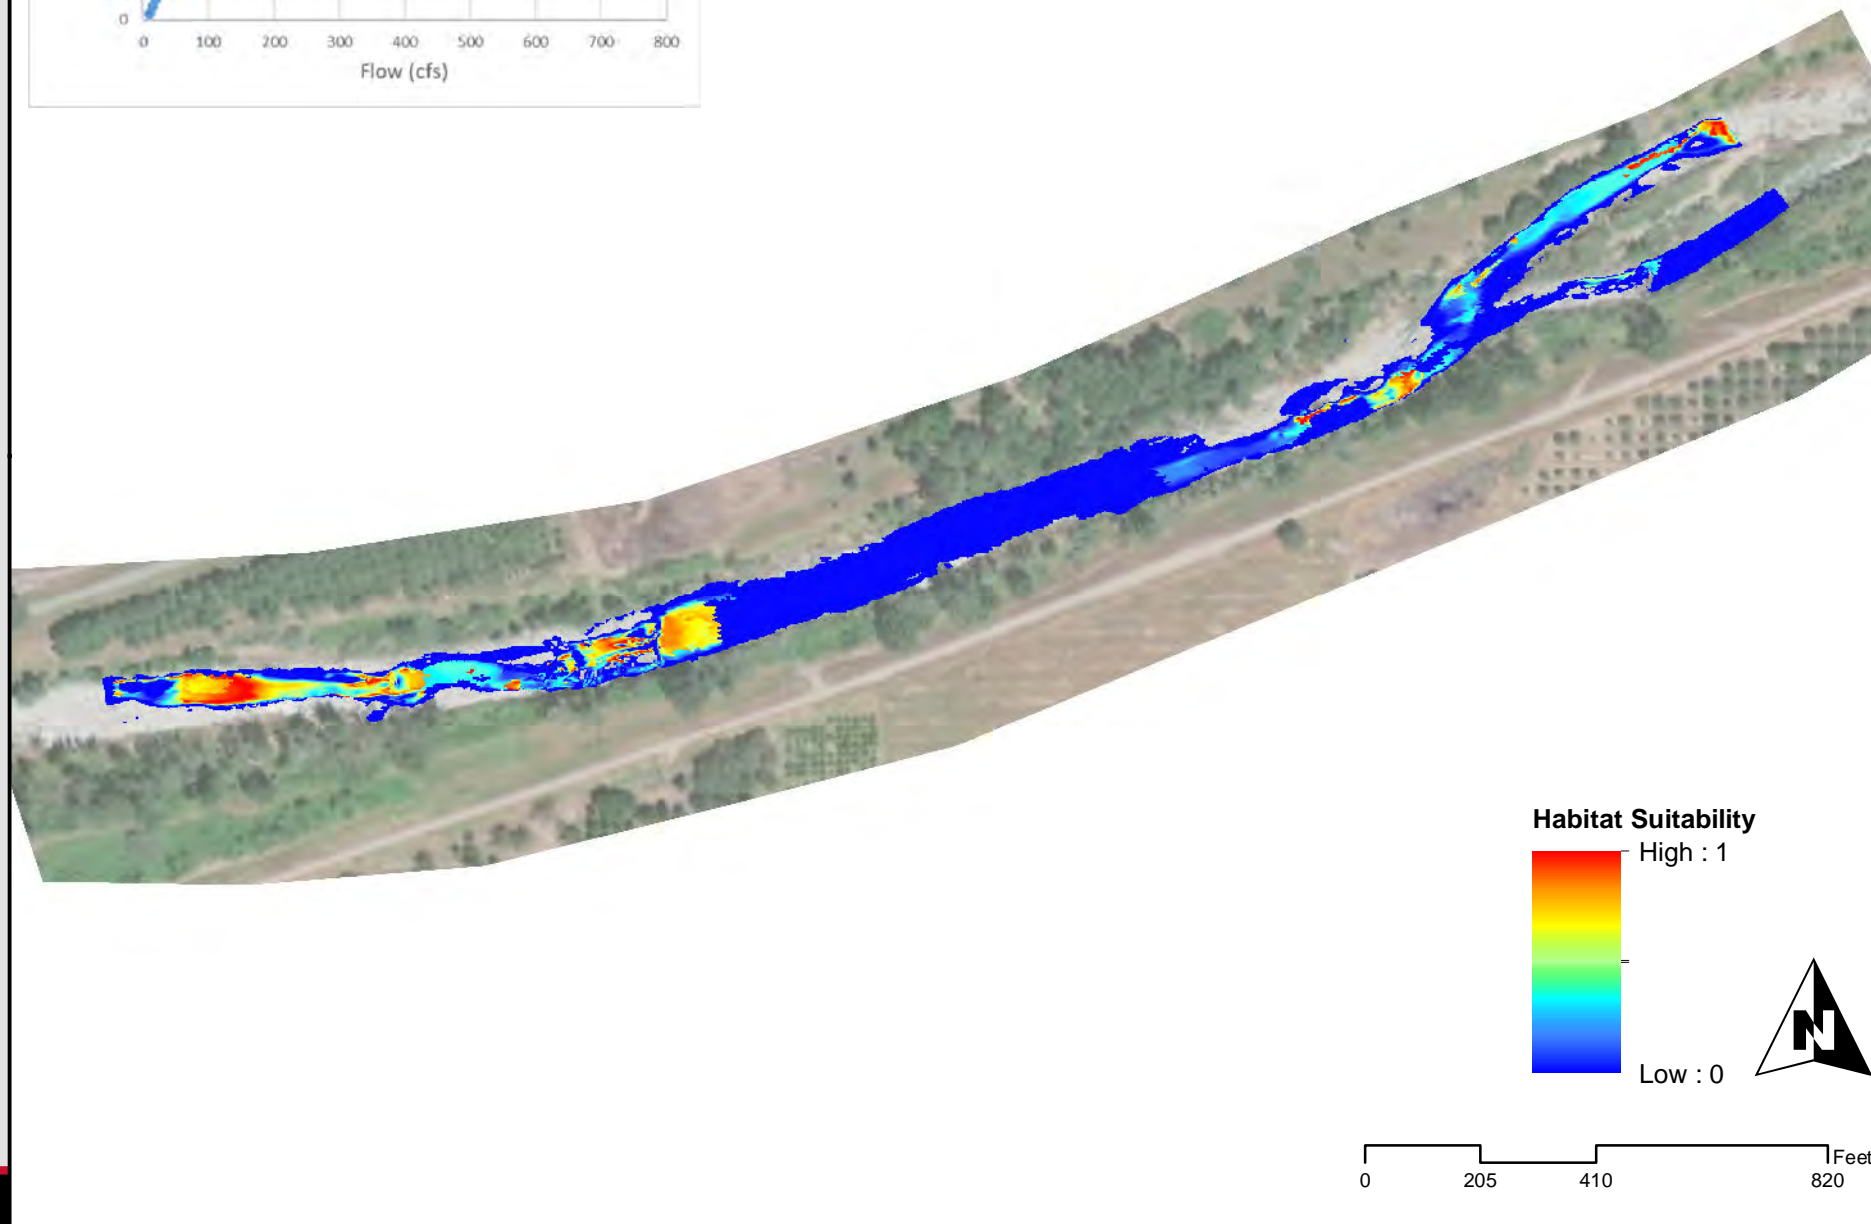 0
0 100 200 300 400 500 600 700 800
Flow (cfs)
Habitat Suitability
High : 1
Low : 0
N
Feet
0 205 410 820